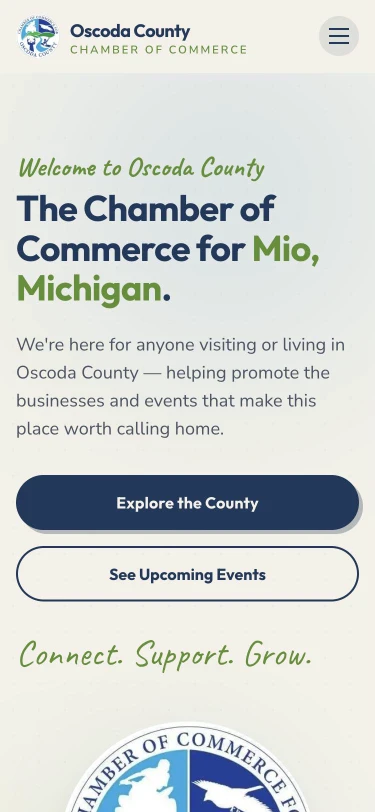 Oscoda County
CHAMBER OF COMMERCE
Welcome to Oscoda County
The Chamber of
Commerce for Mio,
Michigan.
We're here for anyone visiting or living in
Oscoda County — helping promote the
businesses and events that make this
place worth calling home.
Explore the County
See Upcoming Events
Connect. Support. Grow.
CHAMBER OF COMMERCE FO